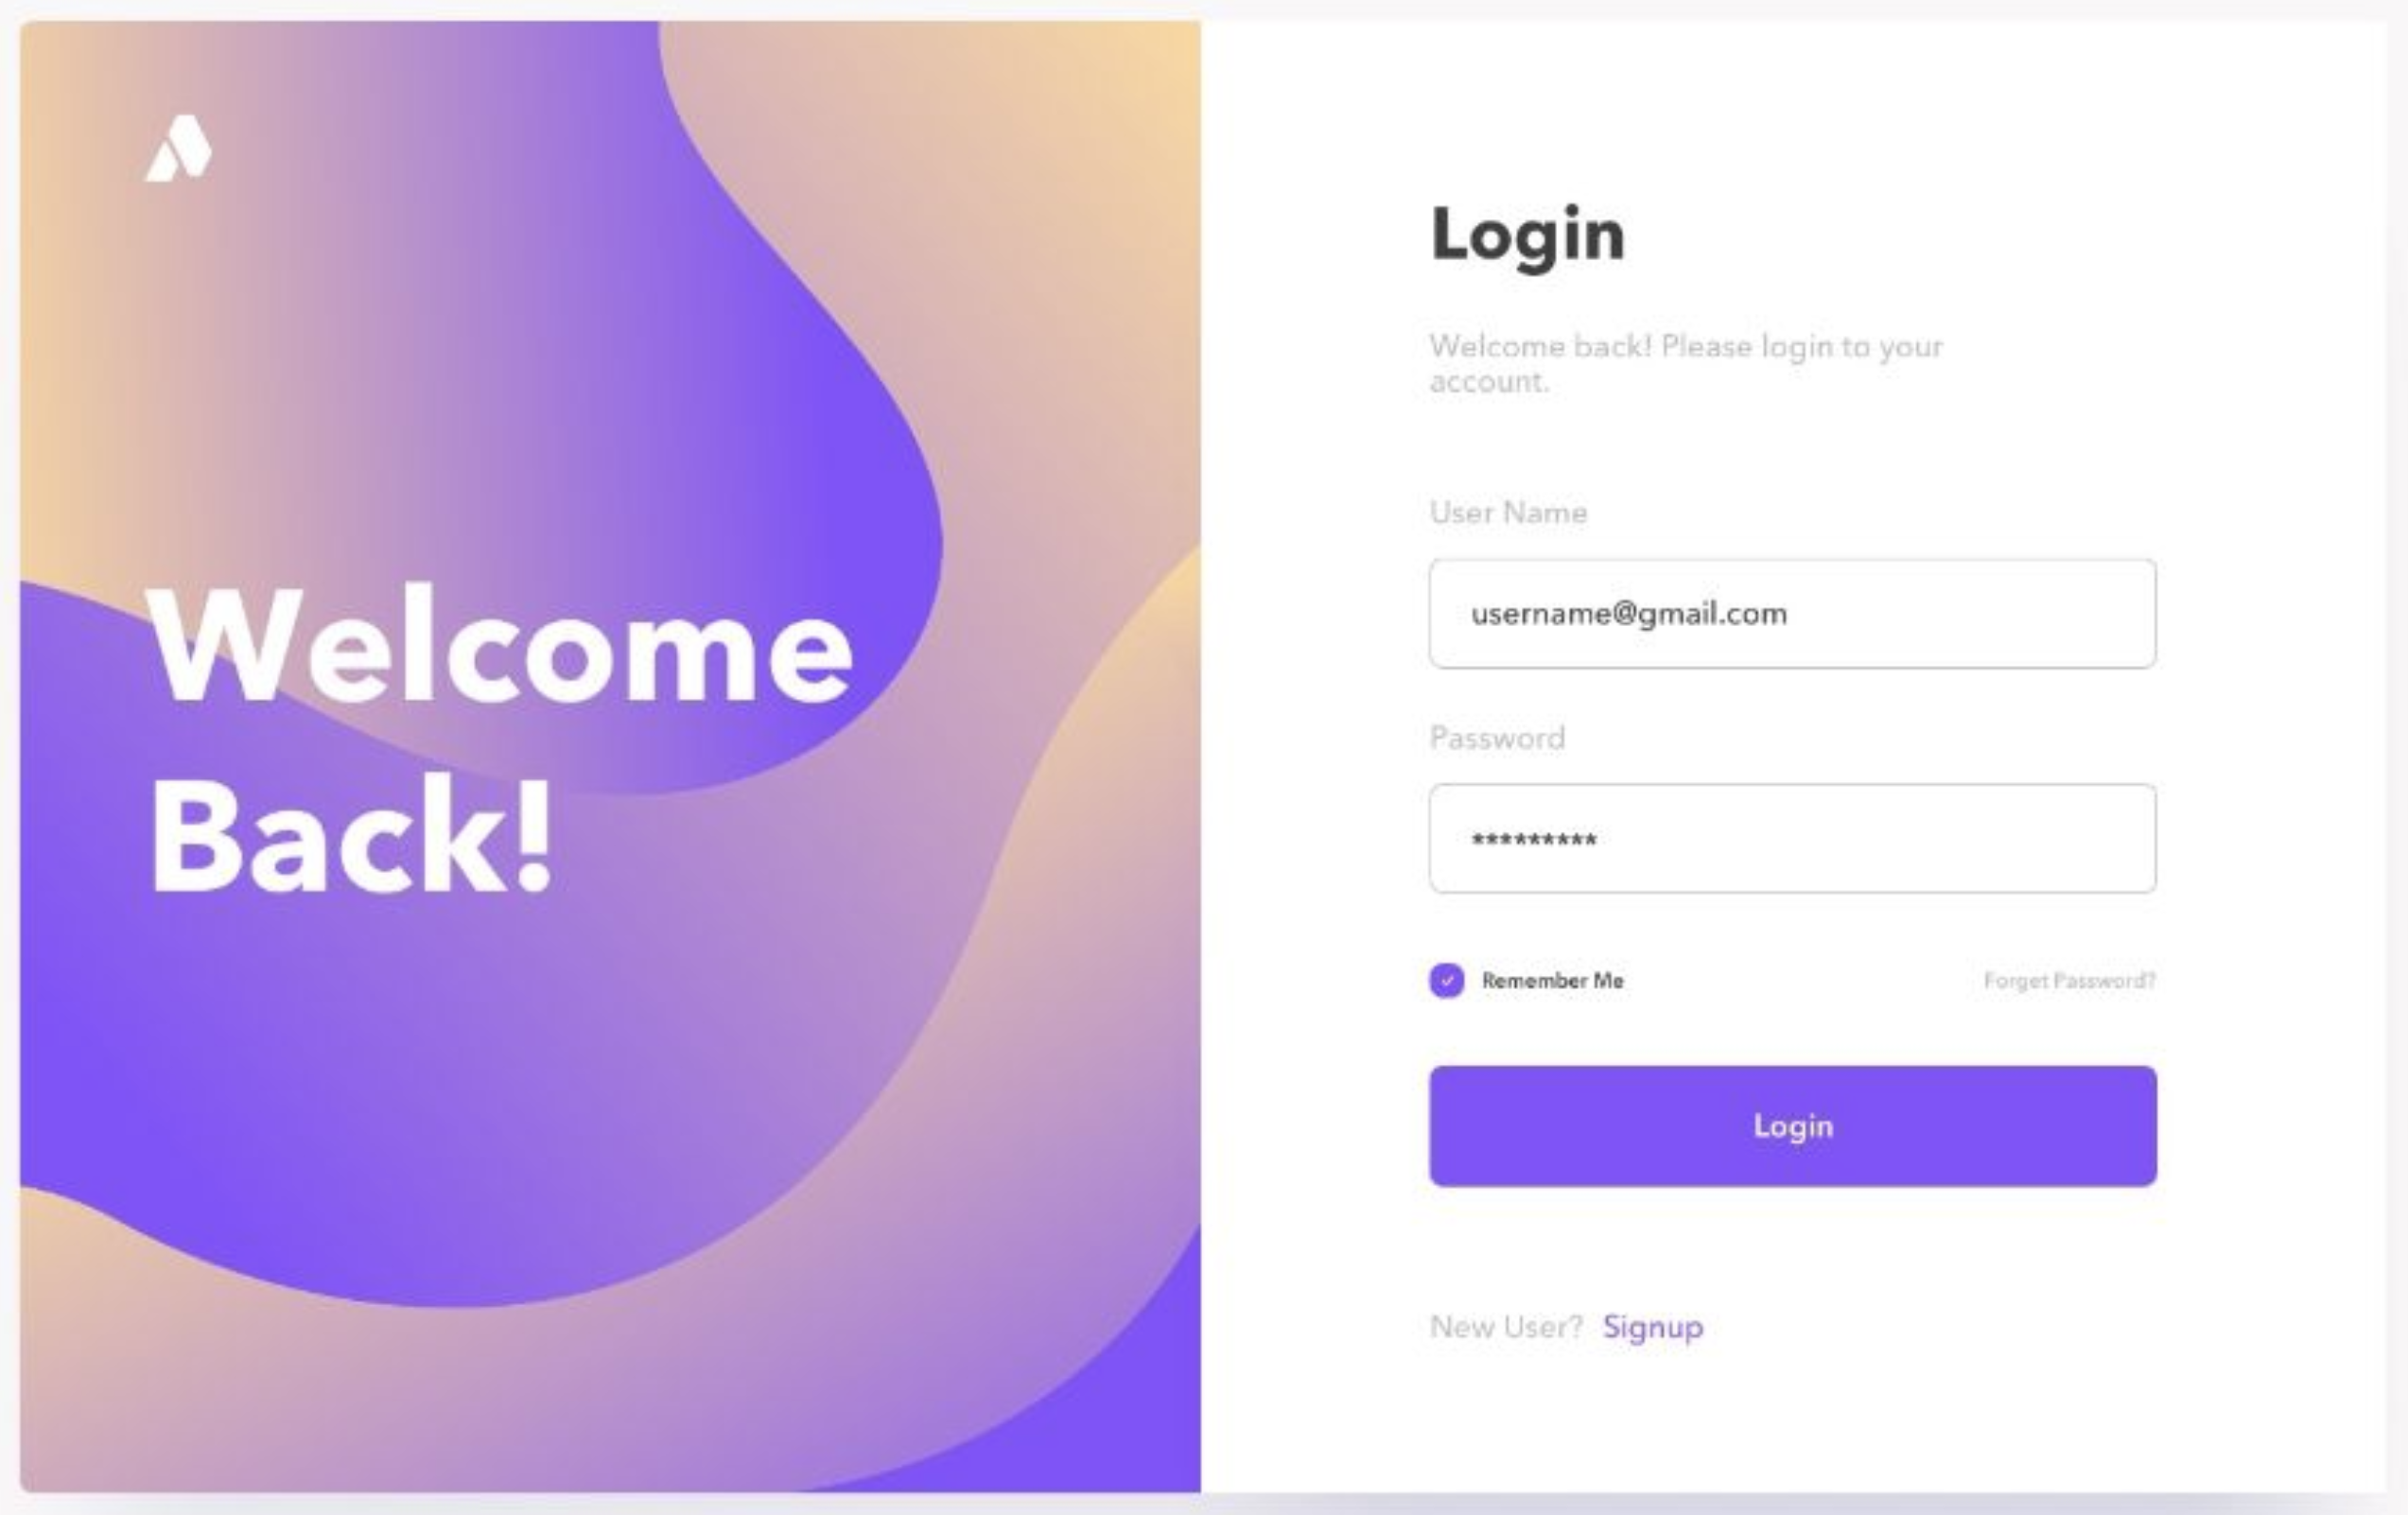 Welcome
Back!
Login
Welcome back! Please login to your
account.
User Name
username@gmail.com
Password
*********
Remember Me
Forget Password?
Login
New User? Signup